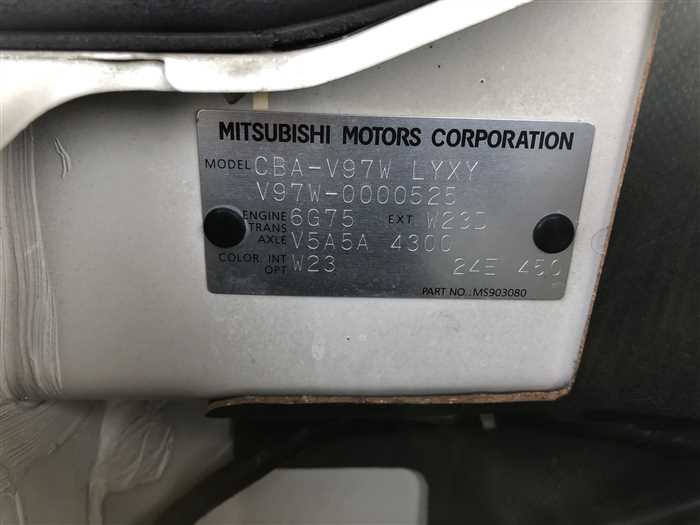 MITSUBISHI MOTORS CORPORATION
MODEL CBA-V97W LYXY
V97W-0000525
ENGINE 6G75 EXT W23D
TRANS AXLE V5A5A 4300
COLOR, INT OPT W23 24E 450
PART NO.: MS903080